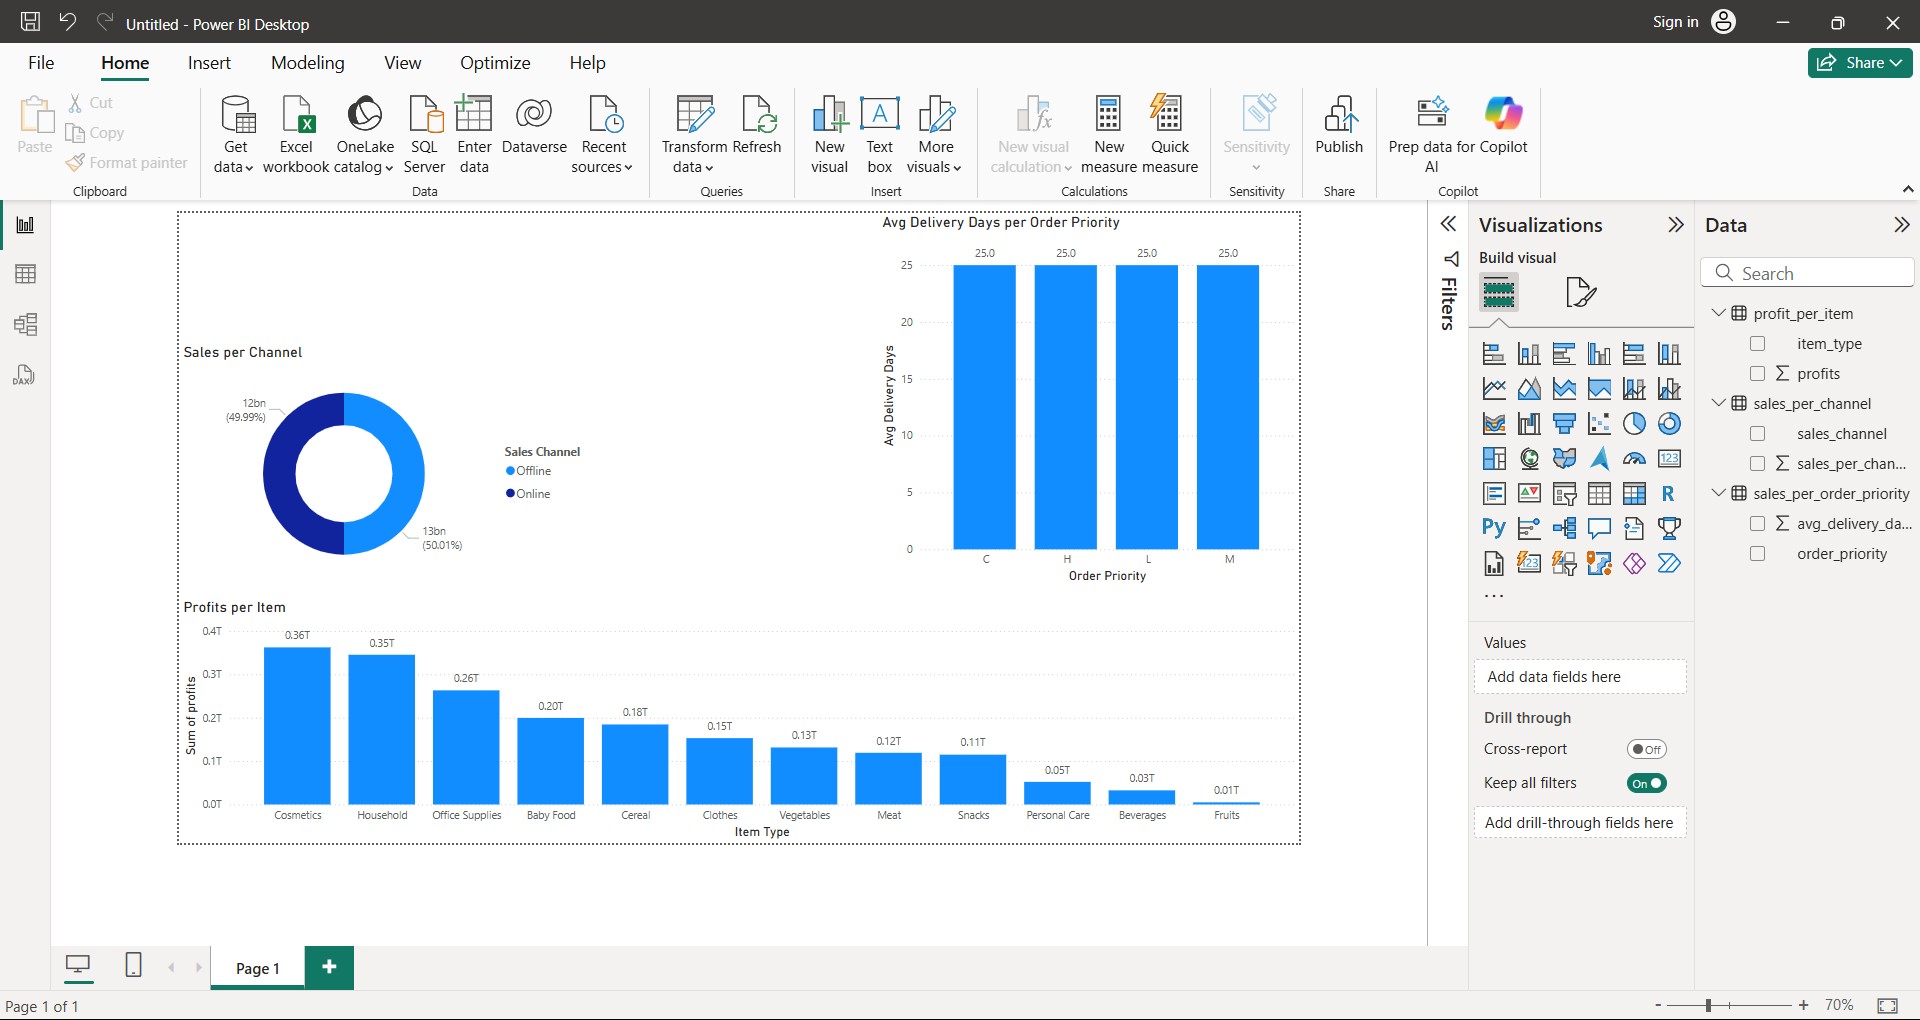 Untitled - Power BI Desktop
Sign in
File
Home
Insert
Modeling
View
Optimize
Help
Share
Paste
Cut
Copy
Format painter
Clipboard
Get data
Excel workbook
OneLake catalog
SQL Server
Enter data
Dataverse
Recent sources
Data
Transform data
Refresh
Queries
New visual
A
Text box
More visuals
Insert
New visual calculation
New measure
Quick measure
Calculations
Sensitivity
Sensitivity
Publish
Share
Prep data for AI
Copilot
Copilot
DAX
Avg Delivery Days per Order Priority
25.0 25.0 25.0 25.0
25
20
15
10
5
0
Avg Delivery Days
C H L M
Order Priority
Sales per Channel
12bn
(49.99%)
13bn
(50.01%)
Sales Channel
Offline
Online
Profits per Item
0.4T
0.3T
0.2T
0.1T
0.0T
Sum of profits
0.36T 0.35T 0.26T 0.20T 0.18T 0.15T 0.13T 0.12T 0.11T 0.05T 0.03T 0.01T
Cosmetics Household Office Supplies Baby Food Cereal Clothes Vegetables Meat Snacks Personal Care Beverages Fruits
Item Type
Filters
Visualizations
Build visual
123
R
Py
123
...
Values
Add data fields here
Drill through
Cross-report
Off
Keep all filters
On
Add drill-through fields here
Data
Search
profit_per_item
item_type
Σ profits
sales_per_channel
sales_channel
Σ sales_per_chan...
sales_per_order_priority
Σ avg_delivery_da...
order_priority
Page 1
+
Page 1 of 1
- + 70%